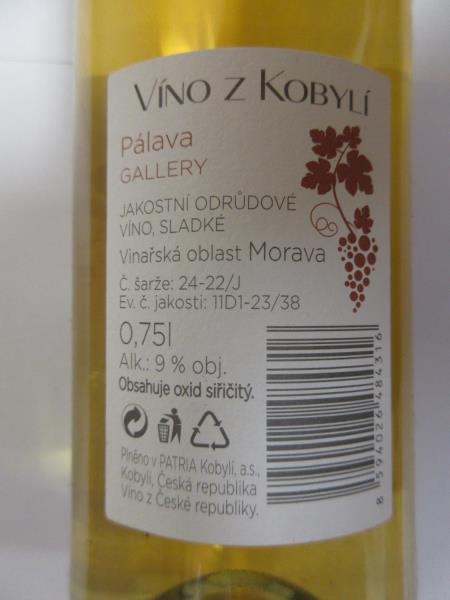 VÍNO Z KOBYLÍ
Pálava
GALLERY
JAKOSTNÍ ODRŮDOVÉ
VÍNO, SLADKÉ
Vinařská oblast Morava
Č. šarže: 24-22/J
Ev. č. jakosti: 11D1-23/38
0,75l
Alk.: 9 % obj.
Obsahuje oxid siřičitý.
Plněno v PATRIA Kobylí, a.s.,
Kobylí, Česká republika
Víno z České republiky.
8 594026 484316